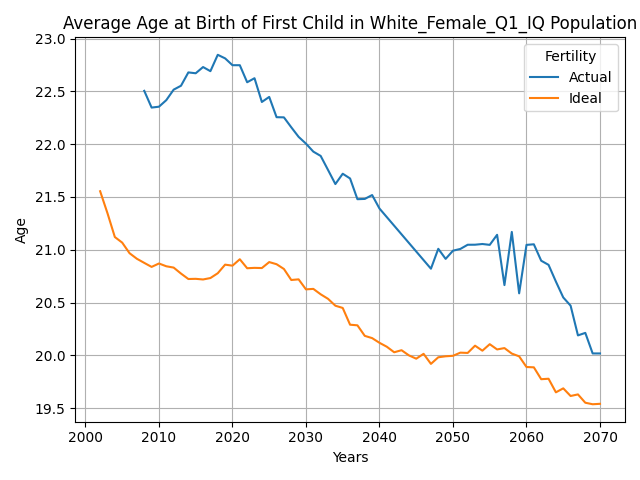 Average Age at Birth of First Child in White_Female_Q1_IQ Population
Fertility
Actual
Ideal
23.0
22.5
22.0
21.5
21.0
20.5
20.0
19.5
Age
2000 2010 2020 2030 2040 2050 2060 2070
Years